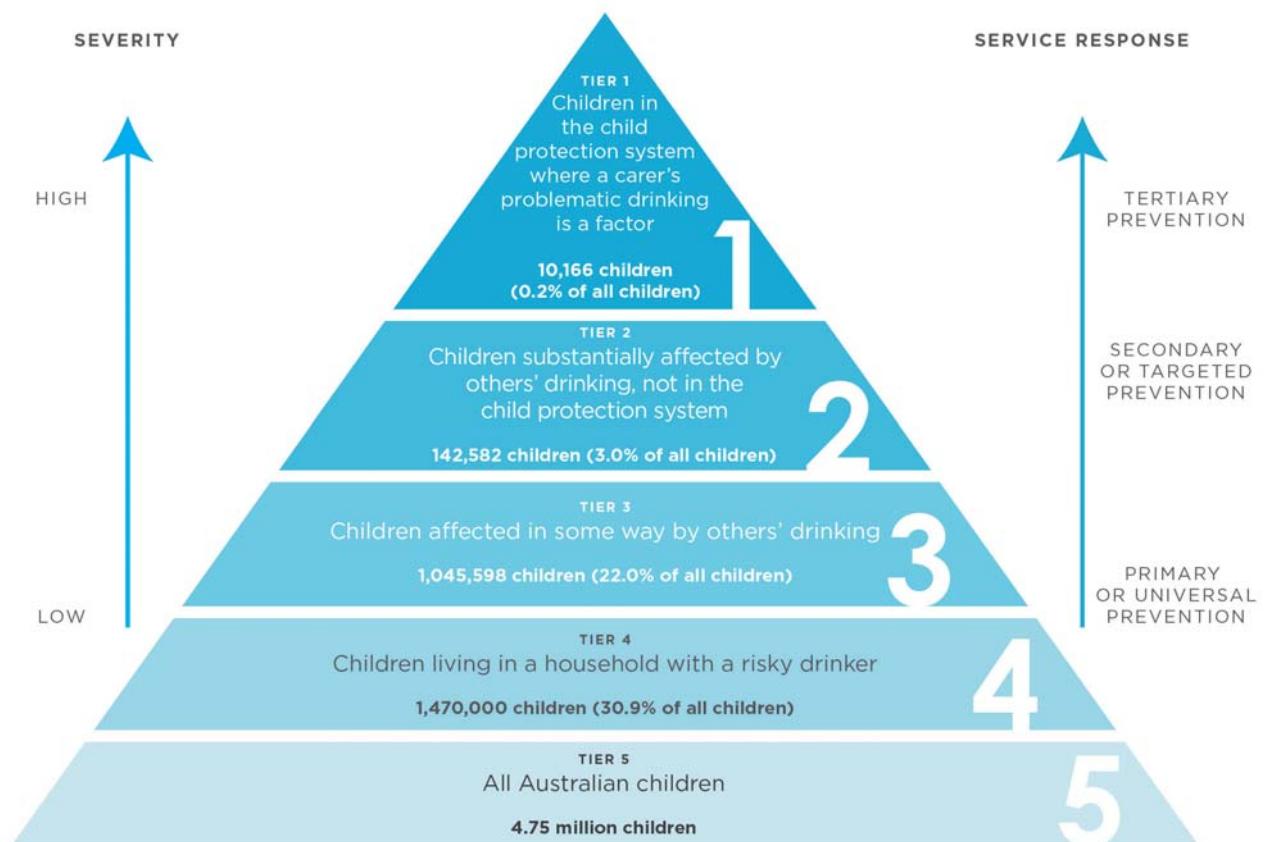 SEVERITY
SERVICE RESPONSE
TIER 1
Children in
the child
protection system
where a carer's
problematic drinking
is a factor
10,166 children
(0.2% of all children)
1
HIGH
TERTIARY
PREVENTION
TIER 2
Children substantially affected by
others' drinking, not in the
child protection system
142,582 children (3.0% of all children)
2
SECONDARY
OR TARGETED
PREVENTION
TIER 3
Children affected in some way by others' drinking
1,045,598 children (22.0% of all children)
3
LOW
PRIMARY
OR UNIVERSAL
PREVENTION
TIER 4
Children living in a household with a risky drinker
1,470,000 children (30.9% of all children)
4
TIER 5
All Australian children
4.75 million children
5